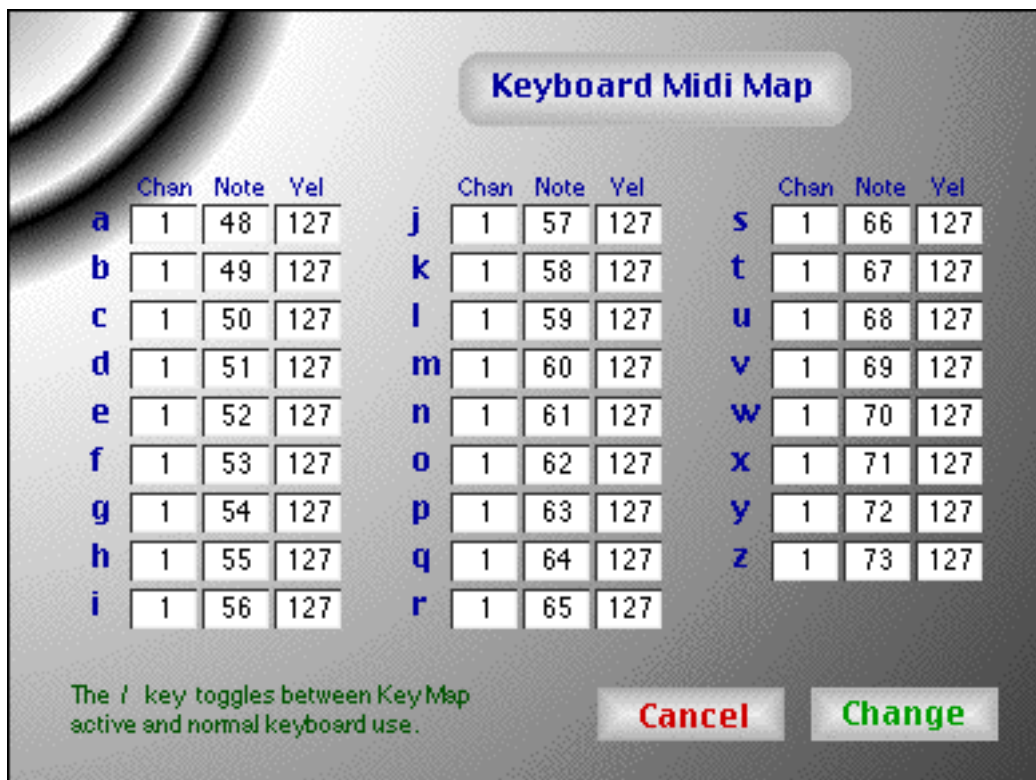 Keyboard Midi Map
Chan Note Vel Chan Note Vel Chan Note Vel
a 1 48 127 j 1 57 127 s 1 66 127
b 1 49 127 k 1 58 127 t 1 67 127
c 1 50 127 l 1 59 127 u 1 68 127
d 1 51 127 m 1 60 127 v 1 69 127
e 1 52 127 n 1 61 127 w 1 70 127
f 1 53 127 o 1 62 127 x 1 71 127
g 1 54 127 p 1 63 127 y 1 72 127
h 1 55 127 q 1 64 127 z 1 73 127
i 1 56 127 r 1 65 127
The / key toggles between Key Map
active and normal keyboard use.
Cancel Change